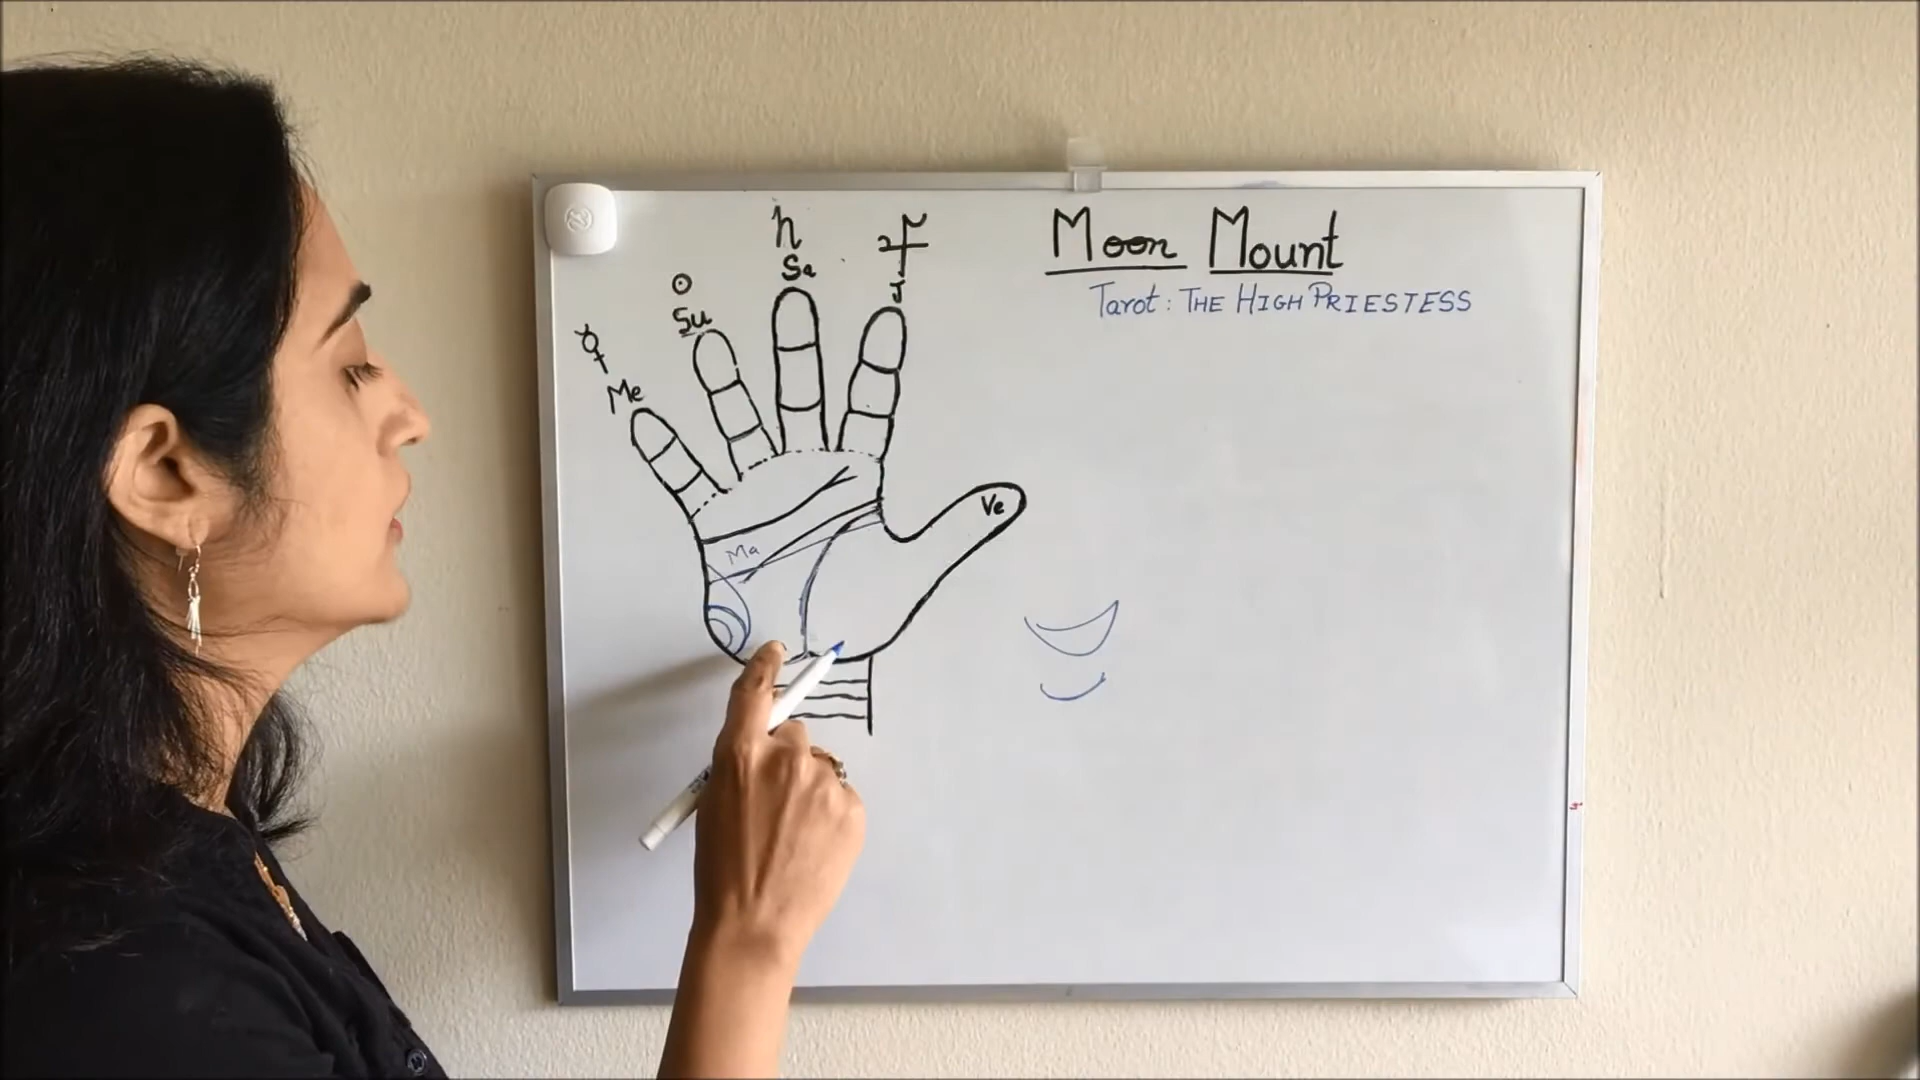 Moon Mount
Tarot: THE HIGH PRIESTESS
Sa
Su
Me
Ve
Ma